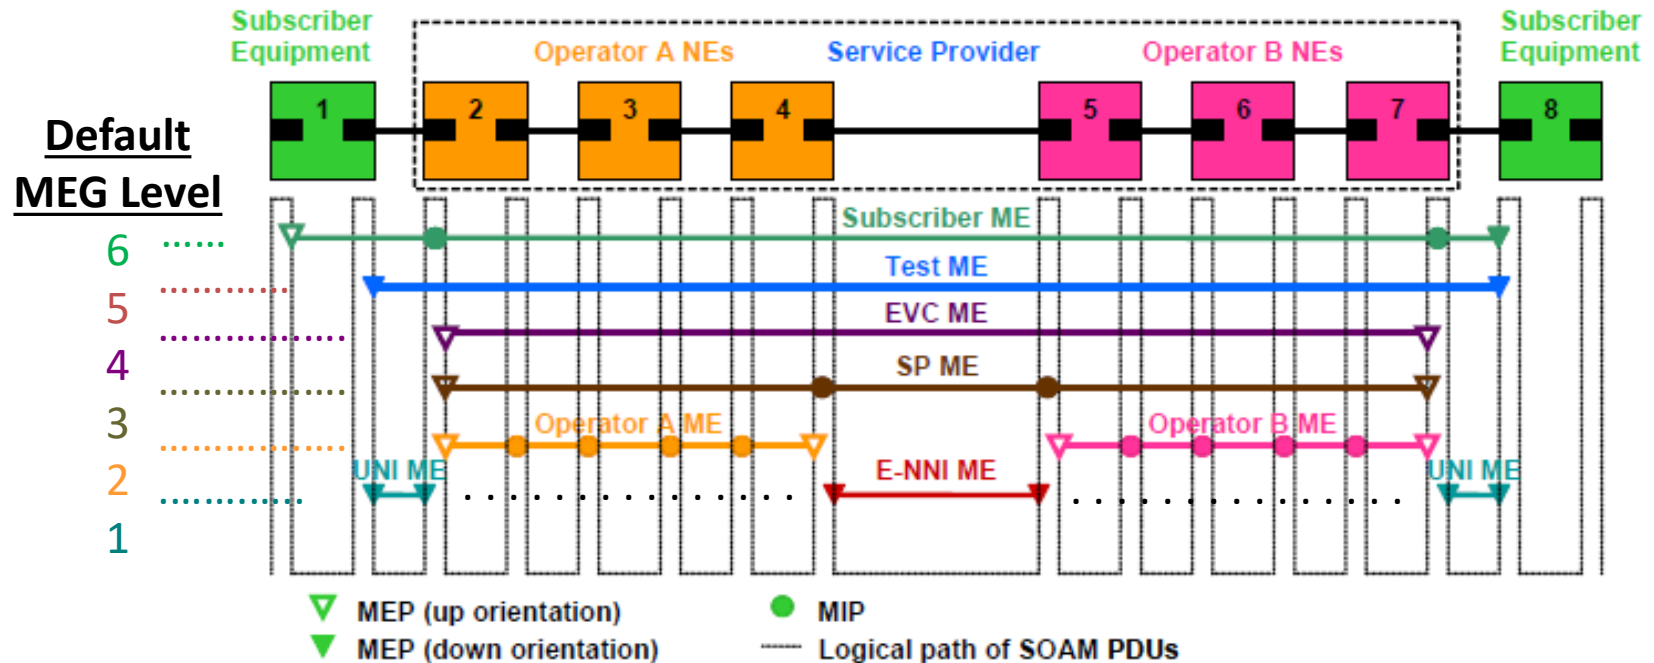 Subscriber
Equipment
Operator A NEs
Service Provider
Operator B NEs
Subscriber
Equipment
1
2
3
4
5
6
7
8
Default
MEG Level
Subscriber ME
6
Test ME
5
EVC ME
4
SP ME
3
Operator A ME
Operator B ME
2
UNI ME
E-NNI ME
UNI ME
1
MEP (up orientation)
MIP
MEP (down orientation)
Logical path of SOAM PDUs